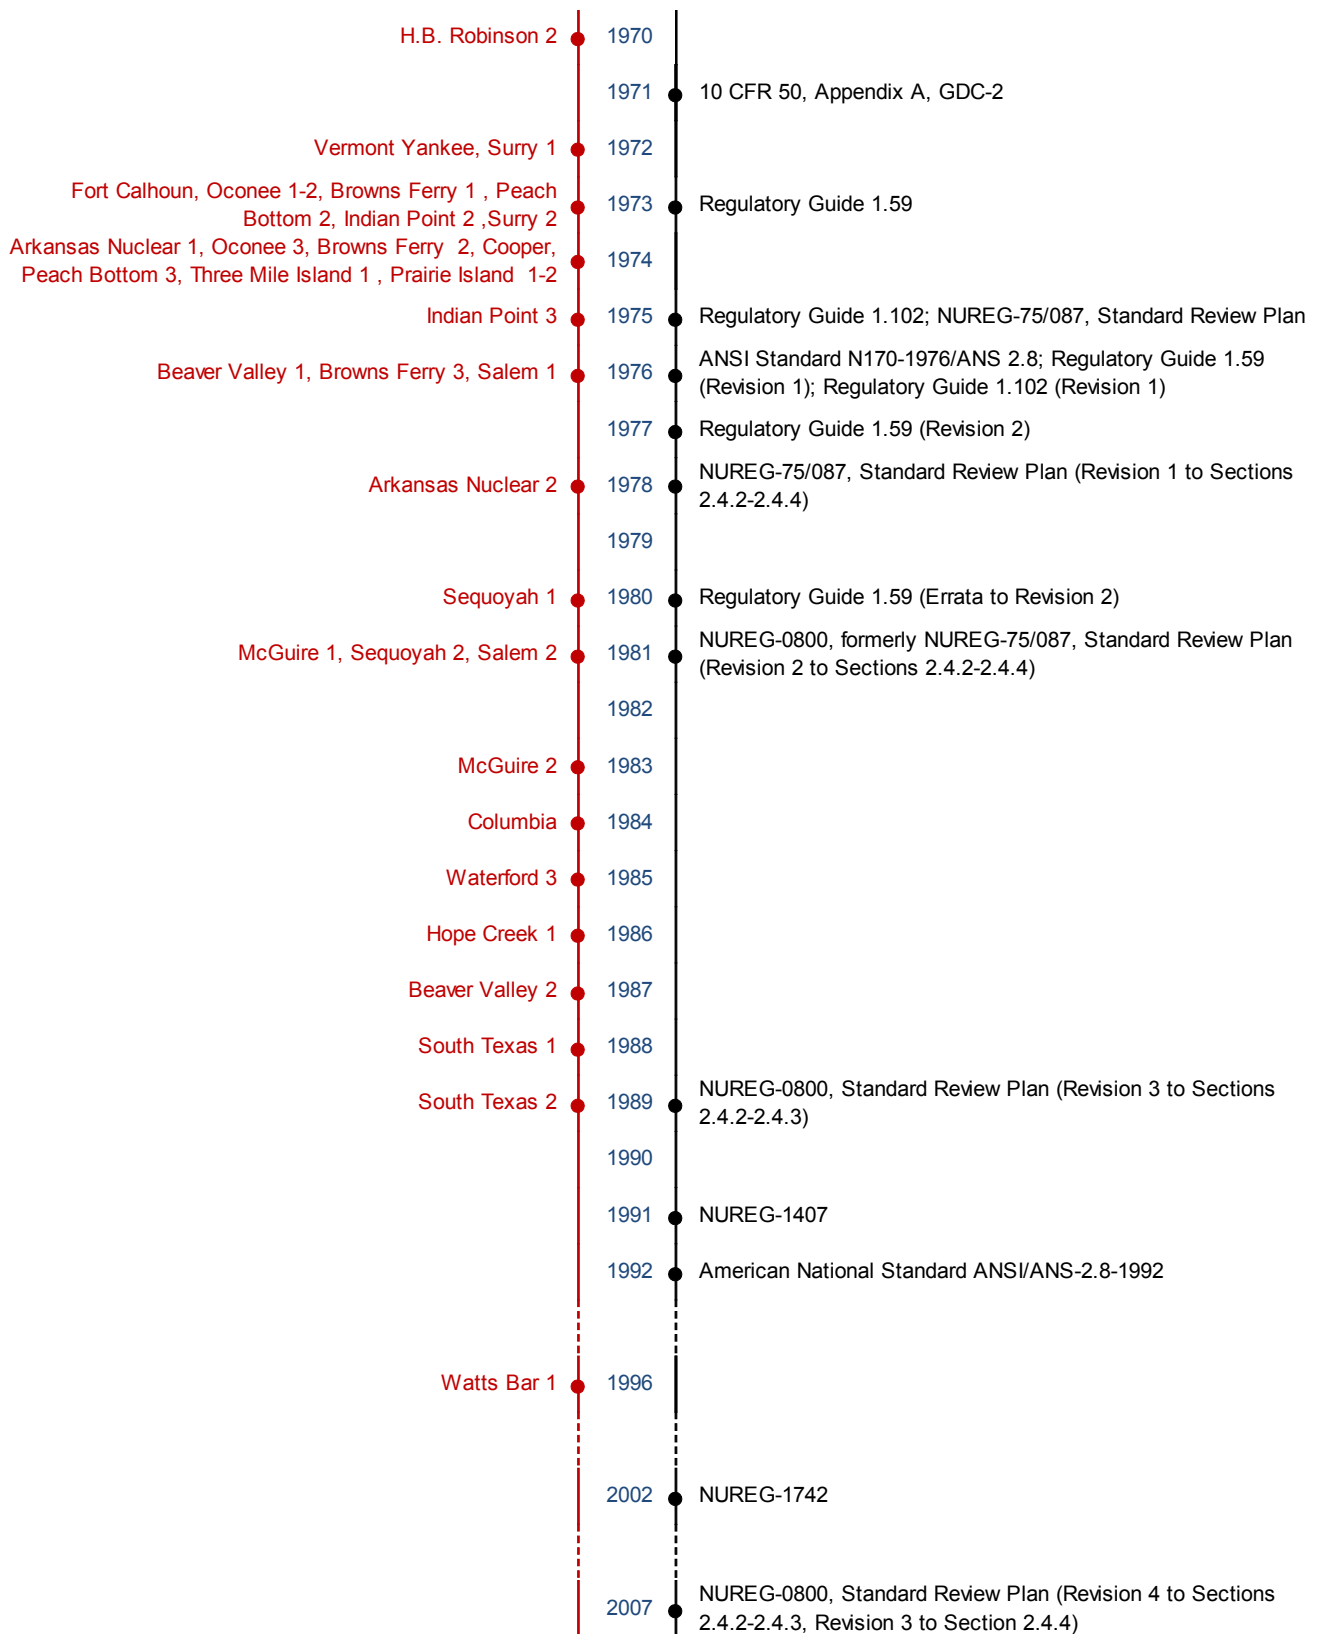 H.B. Robinson 2 1970
1971 10 CFR 50, Appendix A, GDC-2
Vermont Yankee, Surry 1 1972
Fort Calhoun, Oconee 1-2, Browns Ferry 1 , Peach
Bottom 2, Indian Point 2 ,Surry 2
1973 Regulatory Guide 1.59
Arkansas Nuclear 1, Oconee 3, Browns Ferry 2, Cooper,
Peach Bottom 3, Three Mile Island 1 , Prairie Island 1-2
1974
Indian Point 3 1975 Regulatory Guide 1.102; NUREG-75/087, Standard Review Plan
Beaver Valley 1, Browns Ferry 3, Salem 1 1976
ANSI Standard N170-1976/ANS 2.8; Regulatory Guide 1.59
(Revision 1); Regulatory Guide 1.102 (Revision 1)
1977 Regulatory Guide 1.59 (Revision 2)
Arkansas Nuclear 2 1978
NUREG-75/087, Standard Review Plan (Revision 1 to Sections
2.4.2-2.4.4)
1979
Sequoyah 1 1980 Regulatory Guide 1.59 (Errata to Revision 2)
McGuire 1, Sequoyah 2, Salem 2 1981
NUREG-0800, formerly NUREG-75/087, Standard Review Plan
(Revision 2 to Sections 2.4.2-2.4.4)
1982
McGuire 2 1983
Columbia 1984
Waterford 3 1985
Hope Creek 1 1986
Beaver Valley 2 1987
South Texas 1 1988
South Texas 2 1989
NUREG-0800, Standard Review Plan (Revision 3 to Sections
2.4.2-2.4.3)
1990
1991 NUREG-1407
1992 American National Standard ANSI/ANS-2.8-1992
Watts Bar 1 1996
2002 NUREG-1742
2007
NUREG-0800, Standard Review Plan (Revision 4 to Sections
2.4.2-2.4.3, Revision 3 to Section 2.4.4)